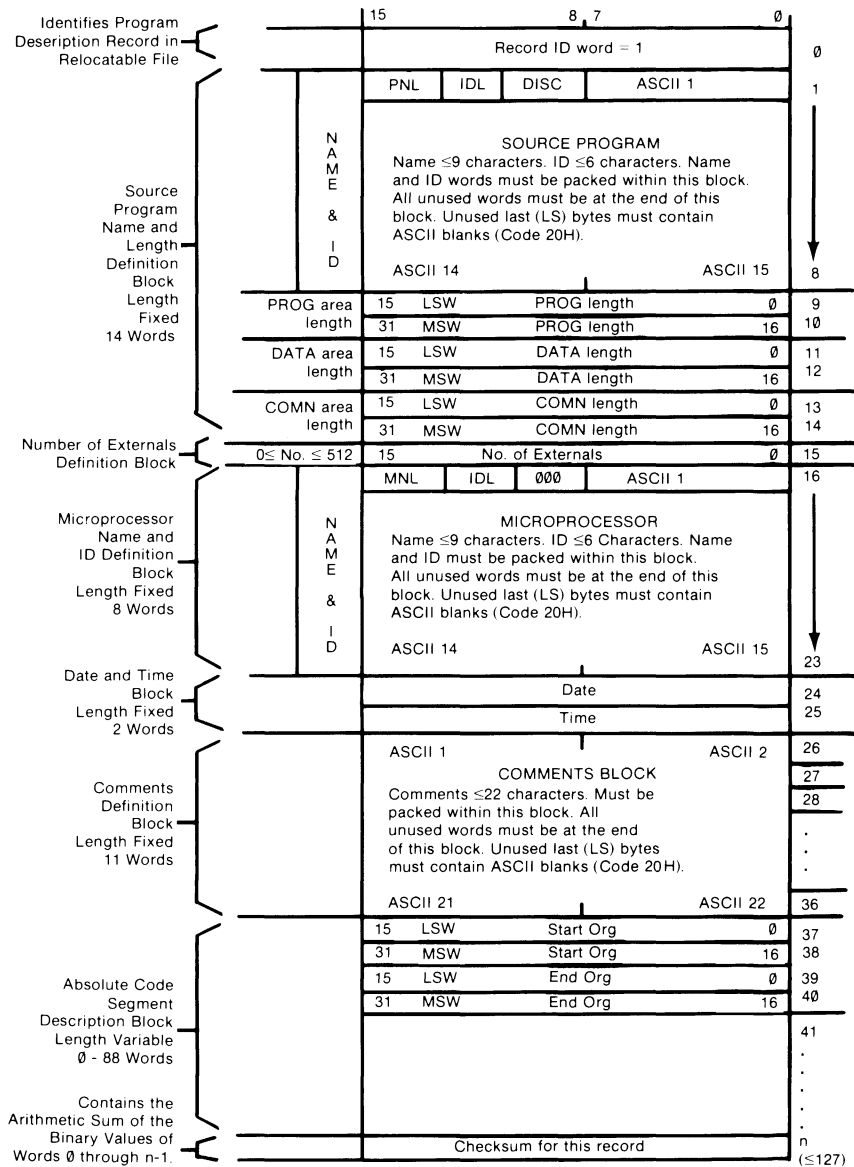 15 8 7 Ø
Identifies Program
Deseription Record in
Relocatable File
Record ID word = 1 Ø
PNL IDL DISC ASCII 1 1
NAME & ID
SOURCE PROGRAM
Name ≤9 characters. ID ≤6 characters. Name
and ID words must be packed within this block.
All unused words must be at the end of this
block. Unused last (LS) bytes must contain
ASCII blanks (Code 20H).
ASCII 14 ASCII 15 8
Source
Program
Name and
Length
Definition
Block
Length
Fixed
14 Words
PROG area
length
15 LSW PROG length Ø 9
31 MSW PROG length 16 1Ø
DATA area
length
15 LSW DATA length Ø 11
31 MSW DATA length 16 12
COMN area
length
15 LSW COMN length Ø 13
31 MSW COMN length 16 14
Number of Externals
Definition Block
0≤ No. ≤ 512 15 No. of Externals Ø 15
MNL IDL ØØØ ASCII 1 16
NAME & ID
MICROPROCESSOR
Name ≤9 characters. ID ≤6 Characters. Name
and ID must be packed within this block.
All unused words must be at the end of this
block. Unused last (LS) bytes must contain
ASCII blanks (Code 20H).
ASCII 14 ASCII 15 23
Microprocessor
Name and
ID Definition
Block
Length Fixed
8 Words
Date and Time
Block
Length Fixed
2 Words
Date 24
Time 25
ASCII 1 ASCII 2 26
27
28
COMMENTS BLOCK
Comments ≤22 characters. Must be
packed within this block. All
unused words must be at the end
of this block. Unused last (LS) bytes
must contain ASCII blanks (Code 20H).
.
.
.
ASCII 21 ASCII 22 36
Comments
Definition
Block
Length Fixed
11 Words
15 LSW Start Org Ø 37
31 MSW Start Org 16 38
15 LSW End Org Ø 39
31 MSW End Org 16 4Ø
41
.
.
.
.
.
Absolute Code
Segment
Description Block
Length Variable
Ø - 88 Words
Contains the
Arithmetic Sum of the
Binary Values of
Words Ø through n-1.
Checksum for this record n
(≤127)